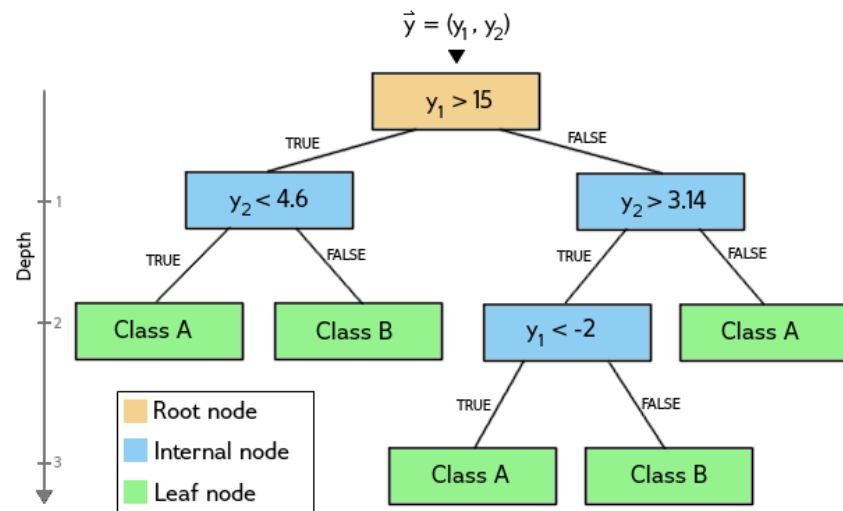 y⃗ = (y₁ , y₂)
y₁ > 15
TRUE
FALSE
y₂ < 4.6
y₂ > 3.14
1
Depth
TRUE
FALSE
TRUE
FALSE
2
Class A
Class B
y₁ < -2
Class A
TRUE
FALSE
Root node
Internal node
Leaf node
3
Class A
Class B